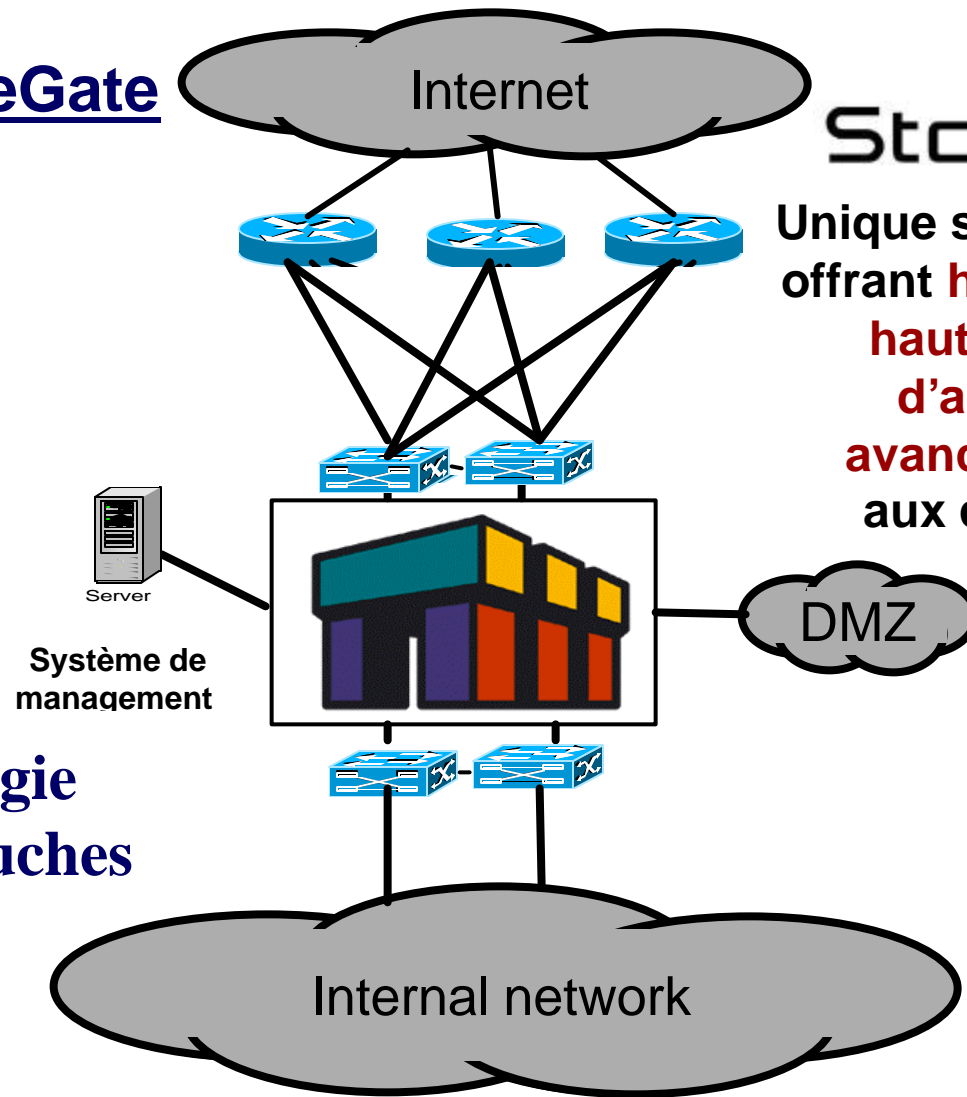 eGate
Internet
Sto
Unique s
offrant h
haut
d’a
avanc
aux
Server
DMZ
Système de
management
gie
uches
Internal network